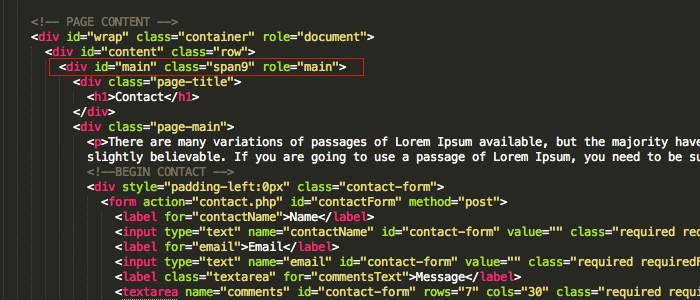 <!-- PAGE CONTENT -->
<div id="wrap" class="container" role="document">
<div id="content" class="row">
<div id="main" class="span9" role="main">
<div class="page-title">
<h1>Contact</h1>
</div>
<div class="page-main">
<p>There are many variations of passages of Lorem Ipsum available, but the majority have
slightly believable. If you are going to use a passage of Lorem Ipsum, you need to be su
<!--BEGIN CONTACT -->
<div style="padding-left:0px" class="contact-form">
<form action="contact.php" id="contactForm" method="post">
<label for="contactName">Name</label>
<input type="text" name="contactName" id="contact-form" value="" class="required req
<label for="email">Email</label>
<input type="text" name="email" id="contact-form" value="" class="required requiredF
<label class="textarea" for="commentsText">Message</label>
<textarea name="comments" id="contact-form" rows="7" cols="30" class="required requi